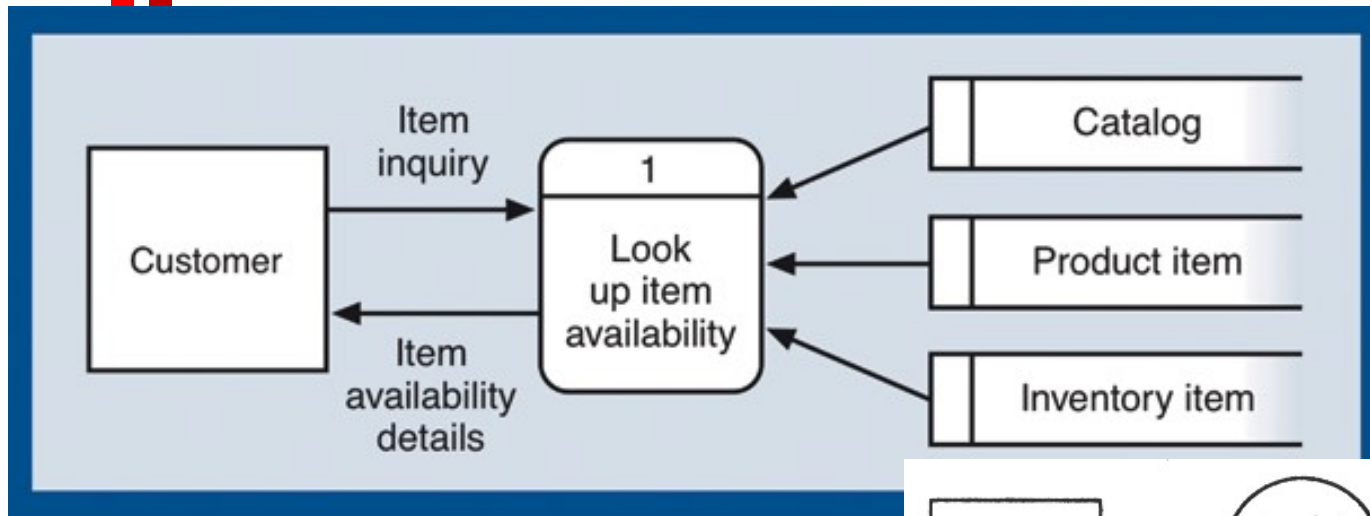 Item
inquiry
Customer
1
Look
up item
availability
Item
availability
details
Catalog
Product item
Inventory item